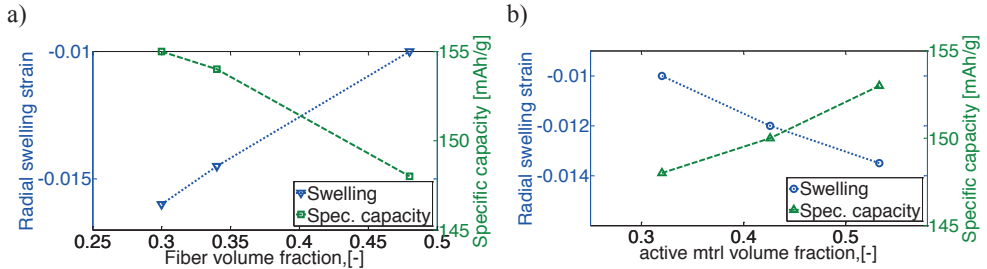 a)
-0.01
-0.015
Radial swelling strain
155
150
145
Specific capacity [mAh/g]
Swelling
Spec. capacity
0.25 0.3 0.35 0.4 0.45 0.5
Fiber volume fraction,[-]
b)
-0.01
-0.012
-0.014
Radial swelling strain
155
150
145
Specific capacity [mAh/g]
Swelling
Spec. capacity
0.3 0.4 0.5
active mtrl volume fraction,[-]